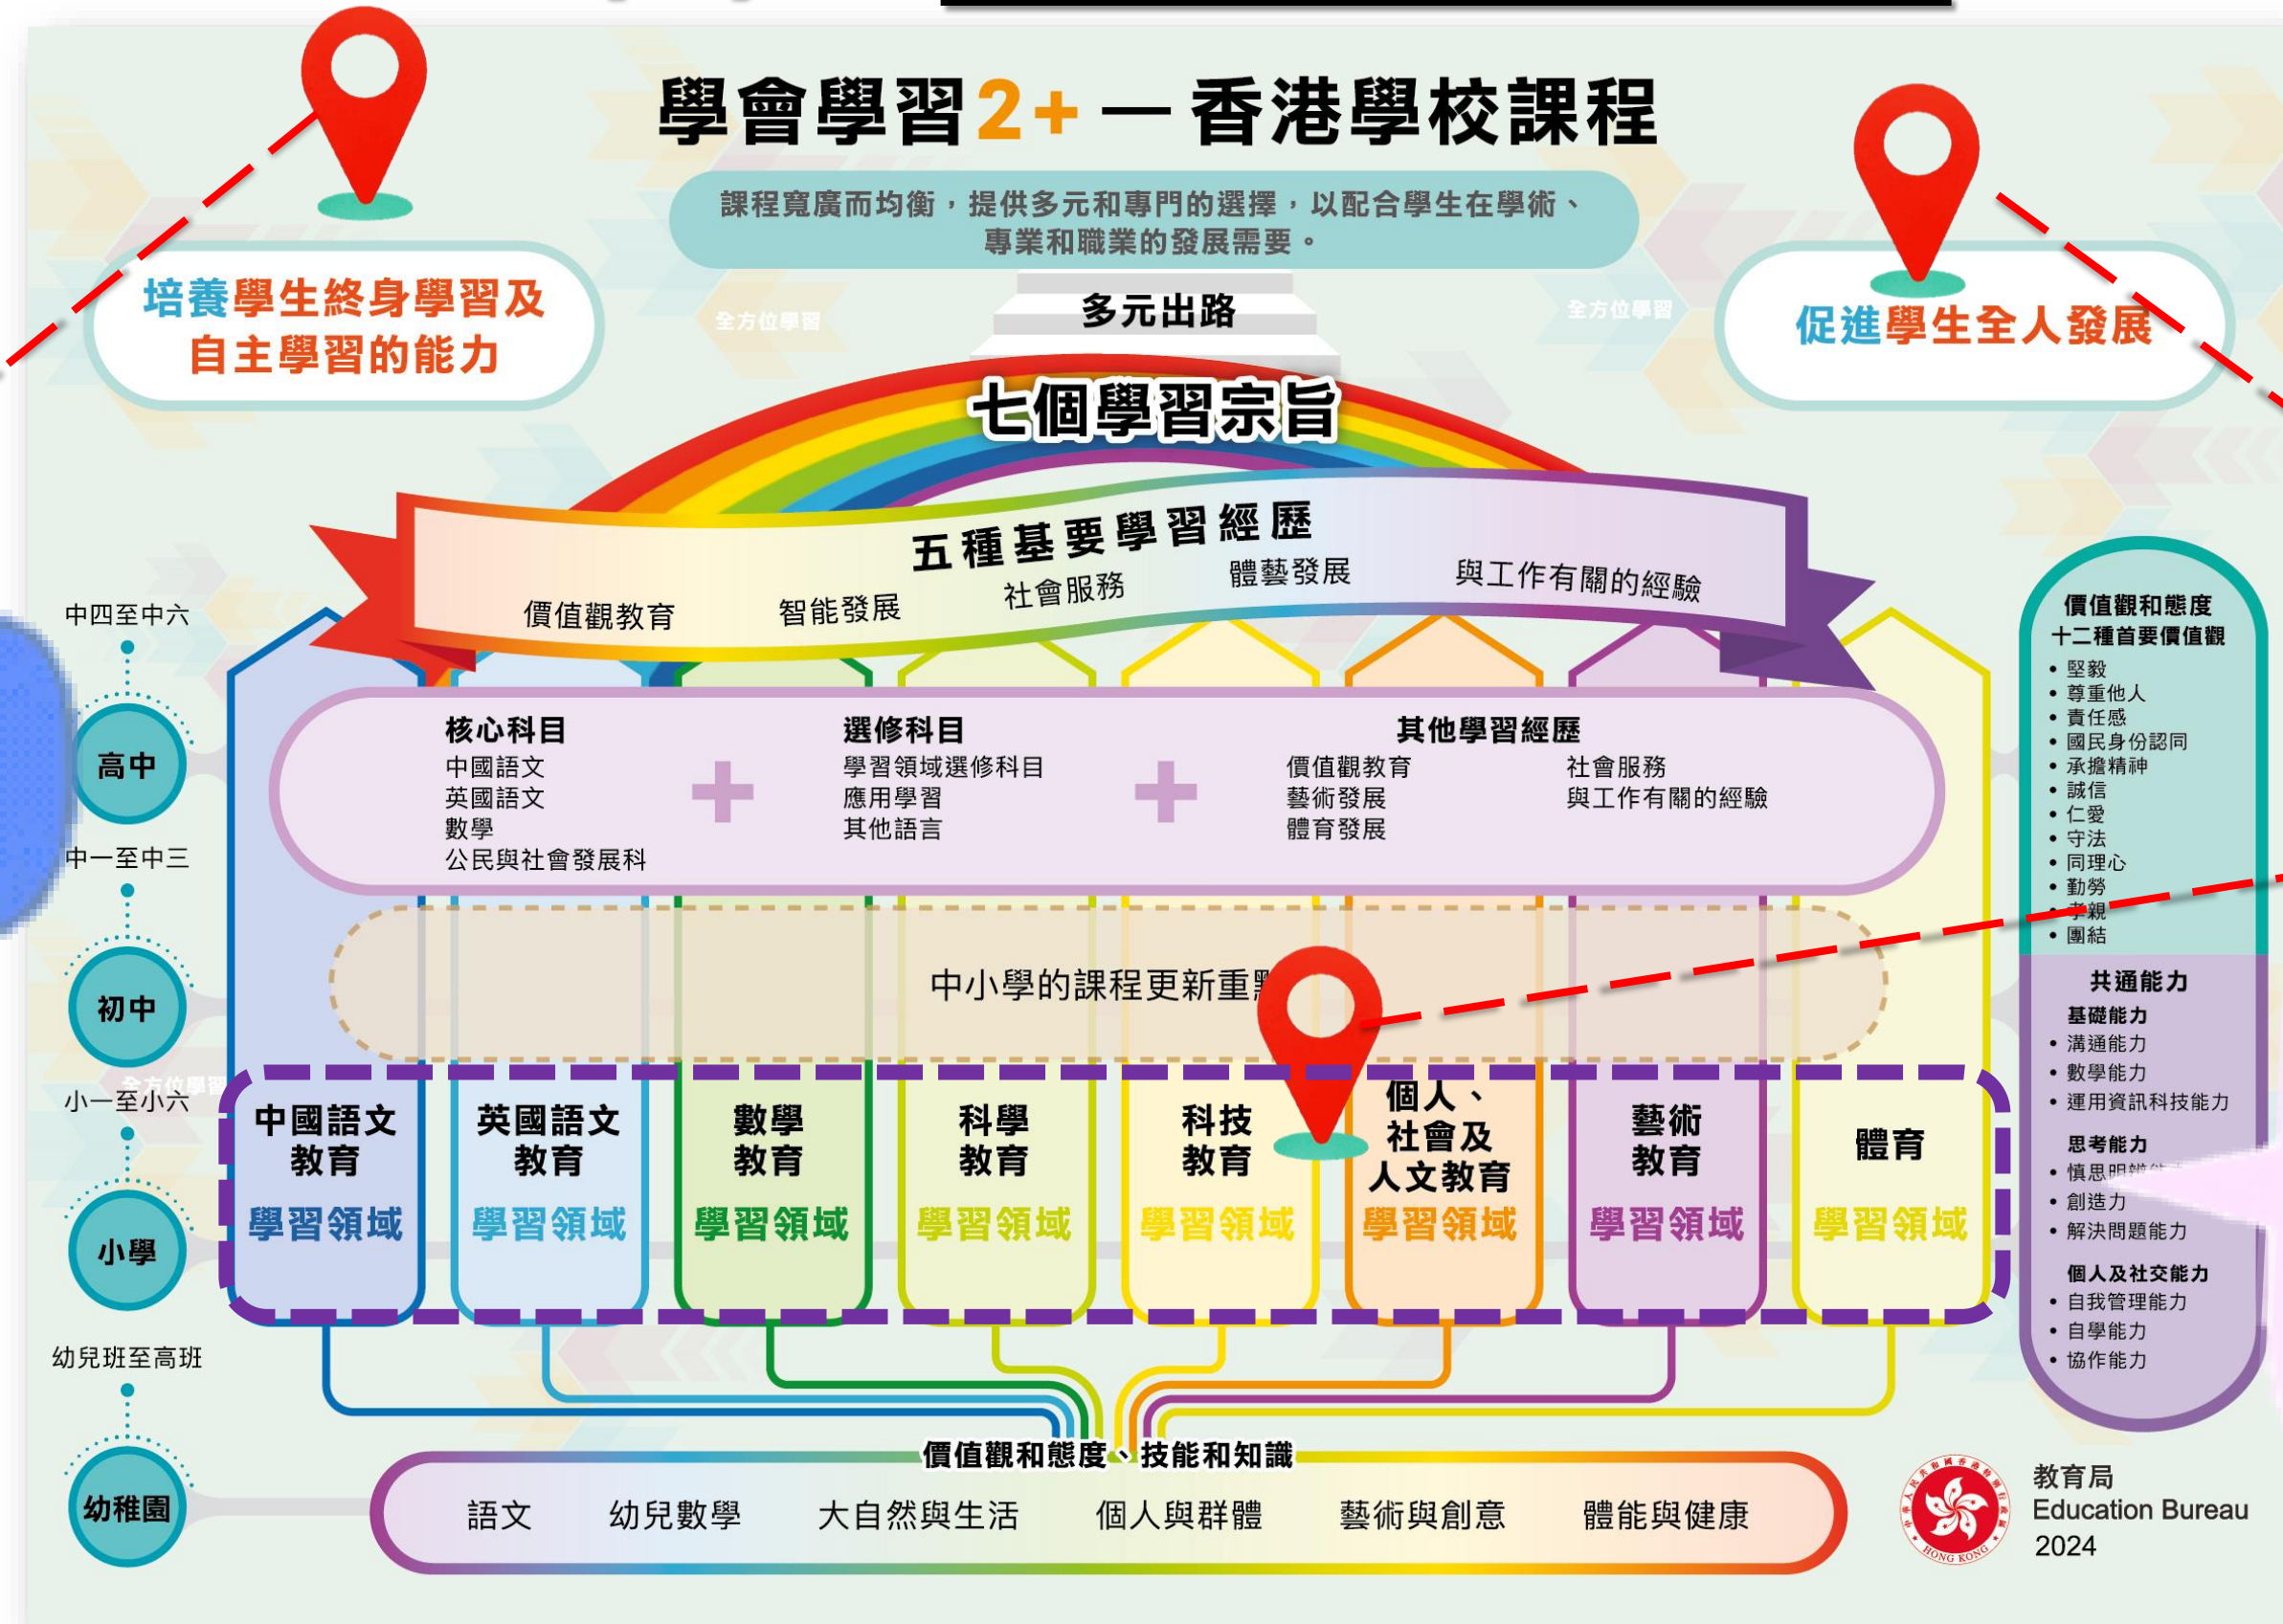 學會學習2+ — 香港學校課程
課程寬廣而均衡，提供多元和專門的選擇，以配合學生在學術、
專業和職業的發展需要。
培養學生終身學習及
自主學習的能力
促進學生全人發展
全方位學習
多元出路
全方位學習
七個學習宗旨
五種基要學習經歷
價值觀教育
智能發展
社會服務
體藝發展
與工作有關的經驗
中四至中六
高中
核心科目
中國語文
英國語文
數學
公民與社會發展科
選修科目
學習領域選修科目
應用學習
其他語言
其他學習經歷
價值觀教育
藝術發展
體育發展
社會服務
與工作有關的經驗
中一至中三
初中
中小學的課程更新重
全方位學習
小一至小六
小學
中國語文
教育
學習領域
英國語文
教育
學習領域
數學
教育
學習領域
科學
教育
學習領域
科技
教育
學習領域
個人、
社會及
人文教育
學習領域
藝術
教育
學習領域
體育
學習領域
幼兒班至高班
幼稚園
價值觀和態度、技能和知識
語文 幼兒數學 大自然與生活 個人與群體 藝術與創意 體能與健康
價值觀和態度
十二種首要價值觀
• 堅毅
• 尊重他人
• 責任感
• 國民身份認同
• 承擔精神
• 誠信
• 仁愛
• 守法
• 同理心
• 勤勞
• 孝親
• 團結
共通能力
基礎能力
• 溝通能力
• 數學能力
• 運用資訊科技能力
思考能力
• 慎思明辨
• 創造力
• 解決問題能力
個人及社交能力
• 自我管理能力
• 自學能力
• 協作能力
HONG KONG
教育局
Education Bureau
2024